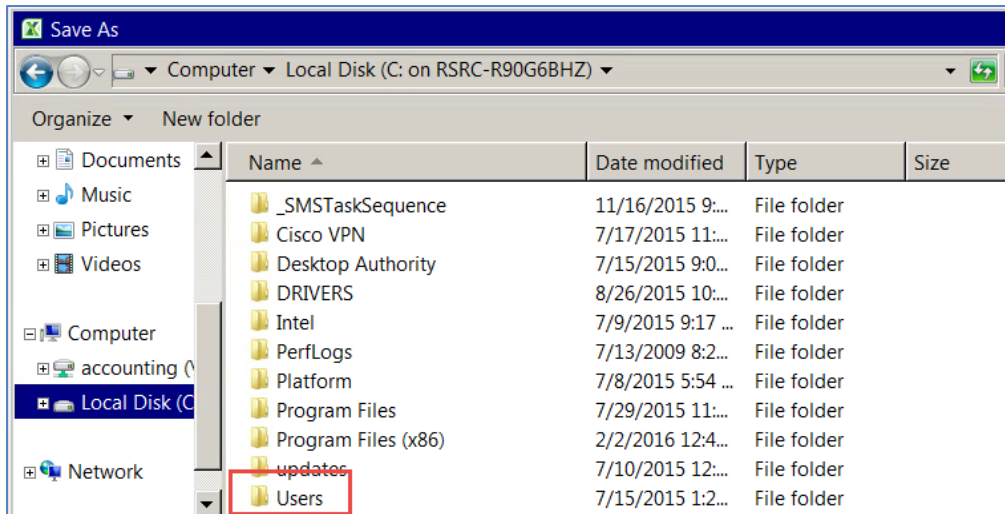 Save As
Computer Local Disk (C: on RSRC-R90G6BHZ)
Organize New folder
Documents
Music
Pictures
Videos
Computer
accounting (
Local Disk (C
Network
Name Date modified Type Size
_SMSTaskSequence 11/16/2015 9:... File folder
Cisco VPN 7/17/2015 11:... File folder
Desktop Authority 7/15/2015 9:0... File folder
DRIVERS 8/26/2015 10:... File folder
Intel 7/9/2015 9:17 ... File folder
PerfLogs 7/13/2009 8:2... File folder
Platform 7/8/2015 5:54 ... File folder
Program Files 7/29/2015 11:... File folder
Program Files (x86) 2/2/2016 12:4... File folder
updates 7/10/2015 12:... File folder
Users 7/15/2015 1:2... File folder